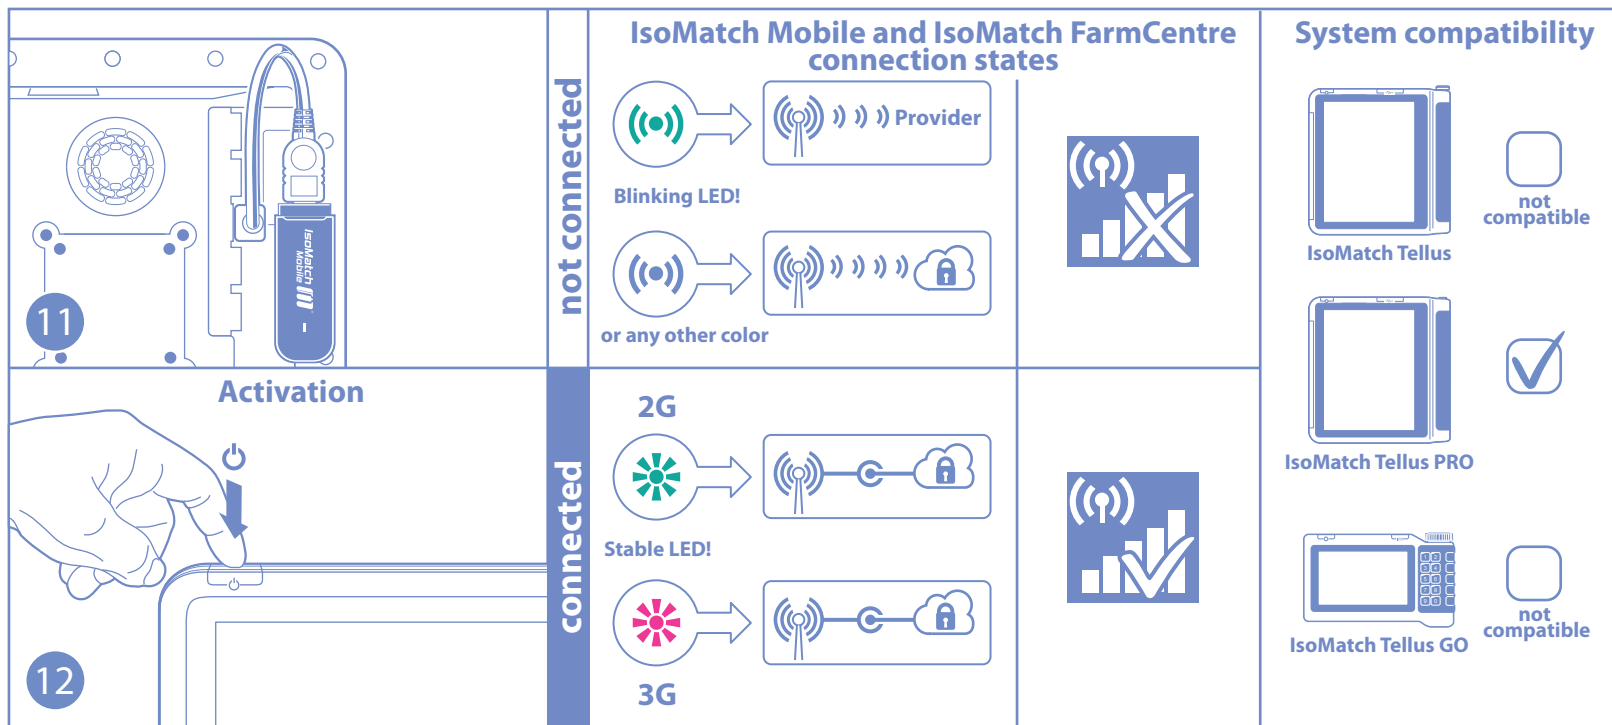 IsoMatch
Mobile
11
Activation
12
not connected
connected
IsoMatch Mobile and IsoMatch FarmCentre
connection states
Provider
Blinking LED!
or any other color
2G
Stable LED!
3G
System compatibility
IsoMatch Tellus
not
compatible
IsoMatch Tellus PRO
IsoMatch Tellus GO
not
compatible